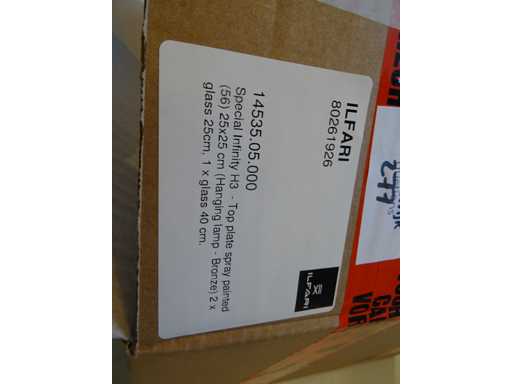 ILFARI
80261926
14535.05.000
Special Infinity H3 - Top plate spray painted
(56) 25x25 cm (Hanging lamp - Bronze) 2 x
glass 25cm, 1 x glass 40 cm.
ILFARI
277